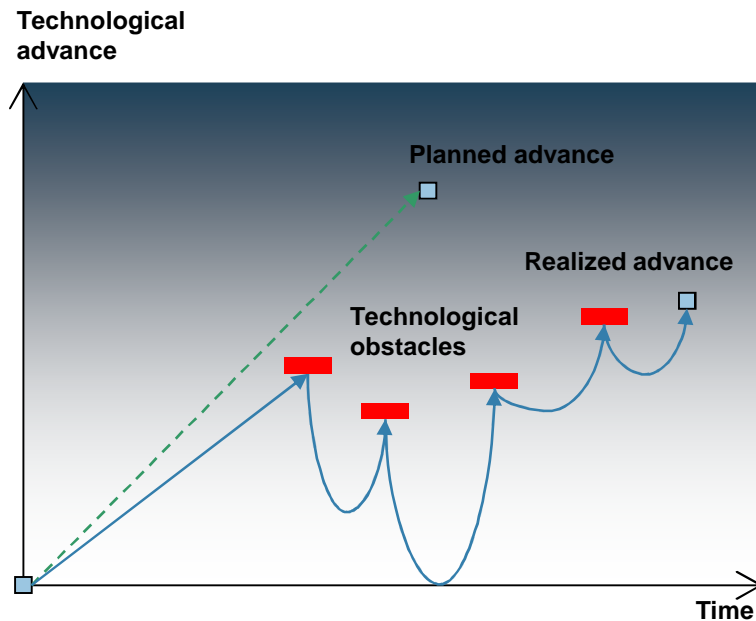 Technological
advance
Planned advance
Realized advance
Technological
obstacles
Time